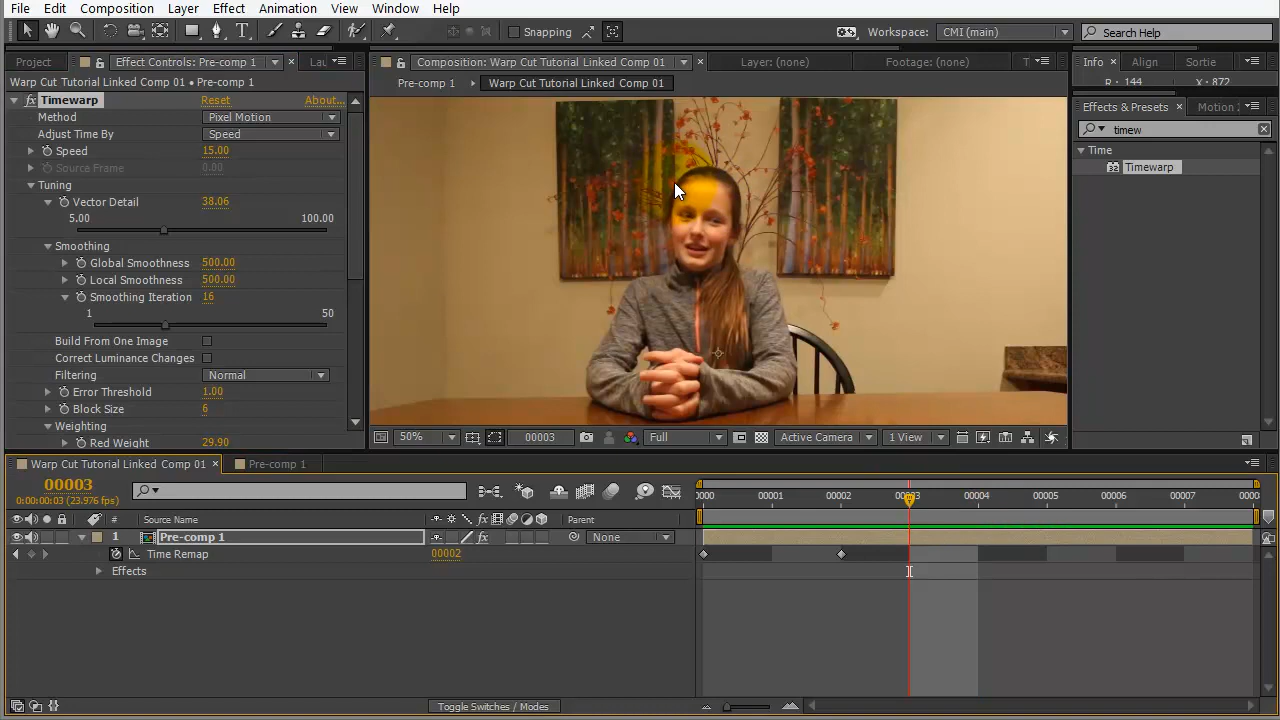 File Edit Composition Layer Effect Animation View Window Help
Snapping Workspace: CMI (main) Search Help
Project Effect Controls: Pre-comp 1 Composition: Warp Cut Tutorial Linked Comp 01 Layer: (none) Footage: (none) Info Align Sortie
Warp Cut Tutorial Linked Comp 01 • Pre-comp 1 Pre-comp 1 Warp Cut Tutorial Linked Comp 01 R : 144 X : 872
fx Timewarp Reset About... Effects & Presets Motion
Method Pixel Motion
Adjust Time By Speed timew
Speed 15.00 Time
Source Frame 0.00 32 Timewarp
Tuning
Vector Detail 38.06
5.00 100.00
Smoothing
Global Smoothness 500.00
Local Smoothness 500.00
Smoothing Iteration 16
1 50
Build From One Image
Correct Luminance Changes
Filtering Normal
Error Threshold 1.00
Block Size 6
Weighting
Red Weight 29.90
50% 00003 Full Active Camera 1 View
Warp Cut Tutorial Linked Comp 01 Pre-comp 1
00003
0:00:00:03 (23.976 fps)
0000 00001 00002 00003 00004 00005 00006 00007 0000
# Source Name fx Parent
1 Pre-comp 1 fx None
Time Remap 00002
Effects
Toggle Switches / Modes